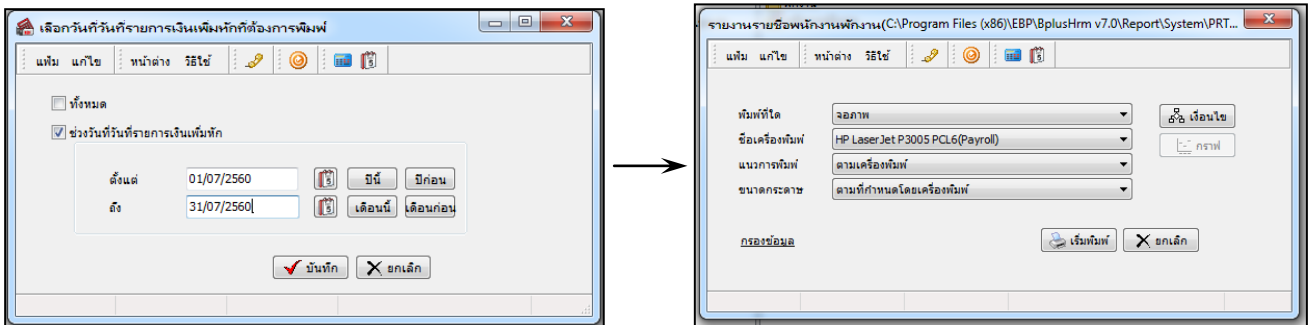 เลือกวันที่วันที่รายการเงินเพิ่มหักที่ต้องการพิมพ์
แฟ้ม แก้ไข หน้าต่าง วิธีใช้
ทั้งหมด
ช่วงวันที่วันที่รายการเงินเพิ่มหัก
ตั้งแต่ 01/07/2560 ปีนี้ ปีก่อน
ถึง 31/07/2560 เดือนนี้ เดือนก่อน
บันทึก ยกเลิก
รายงานรายชื่อพนักงานพักงาน(C:\Program Files (x86)\EBP\BplusHrm v7.0\Report\System\PRT...
แฟ้ม แก้ไข หน้าต่าง วิธีใช้
พิมพ์ที่ใด จอภาพ เงื่อนไข
ชื่อเครื่องพิมพ์ HP LaserJet P3005 PCL6(Payroll) กราฟ
แนวการพิมพ์ ตามเครื่องพิมพ์
ขนาดกระดาษ ตามที่กำหนดโดยเครื่องพิมพ์
กรองข้อมูล เริ่มพิมพ์ ยกเลิก